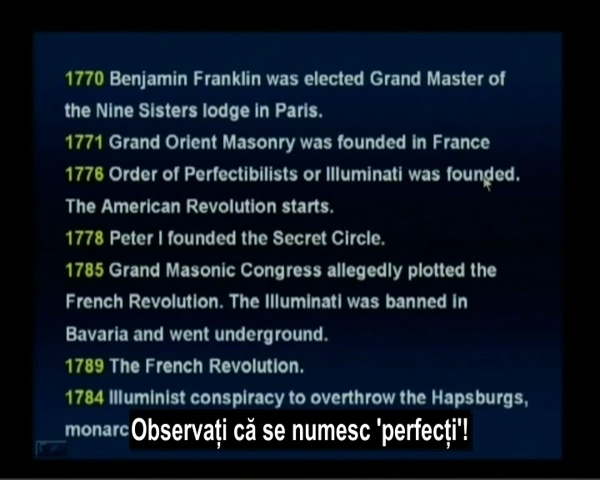 1770 Benjamin Franklin was elected Grand Master of
the Nine Sisters lodge in Paris.
1771 Grand Orient Masonry was founded in France
1776 Order of Perfectibilists or Illuminati was founded.
The American Revolution starts.
1778 Peter I founded the Secret Circle.
1785 Grand Masonic Congress allegedly plotted the
French Revolution. The Illuminati was banned in
Bavaria and went underground.
1789 The French Revolution.
1784 Illuminist conspiracy to overthrow the Hapsburgs,
Observați că se numesc 'perfecți'!